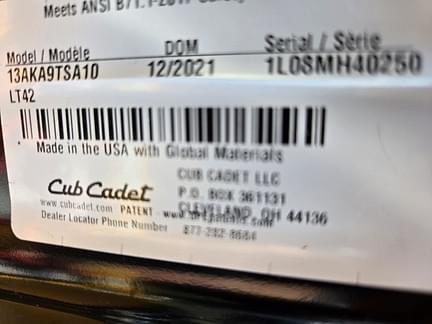 Meets ANSI B71.1-2017 Safety
Model / Modèle DOM Serial / Série
13AKA9TSA10 12/2021 1L08MH40250
LT42
Made in the USA with Global Materials
Cub Cadet CUB CADET LLC
P.O. BOX 361131
www.cubcadet.com PATENT - CLEVELAND, OH 44136
Dealer Locator Phone Number 877-282-8684